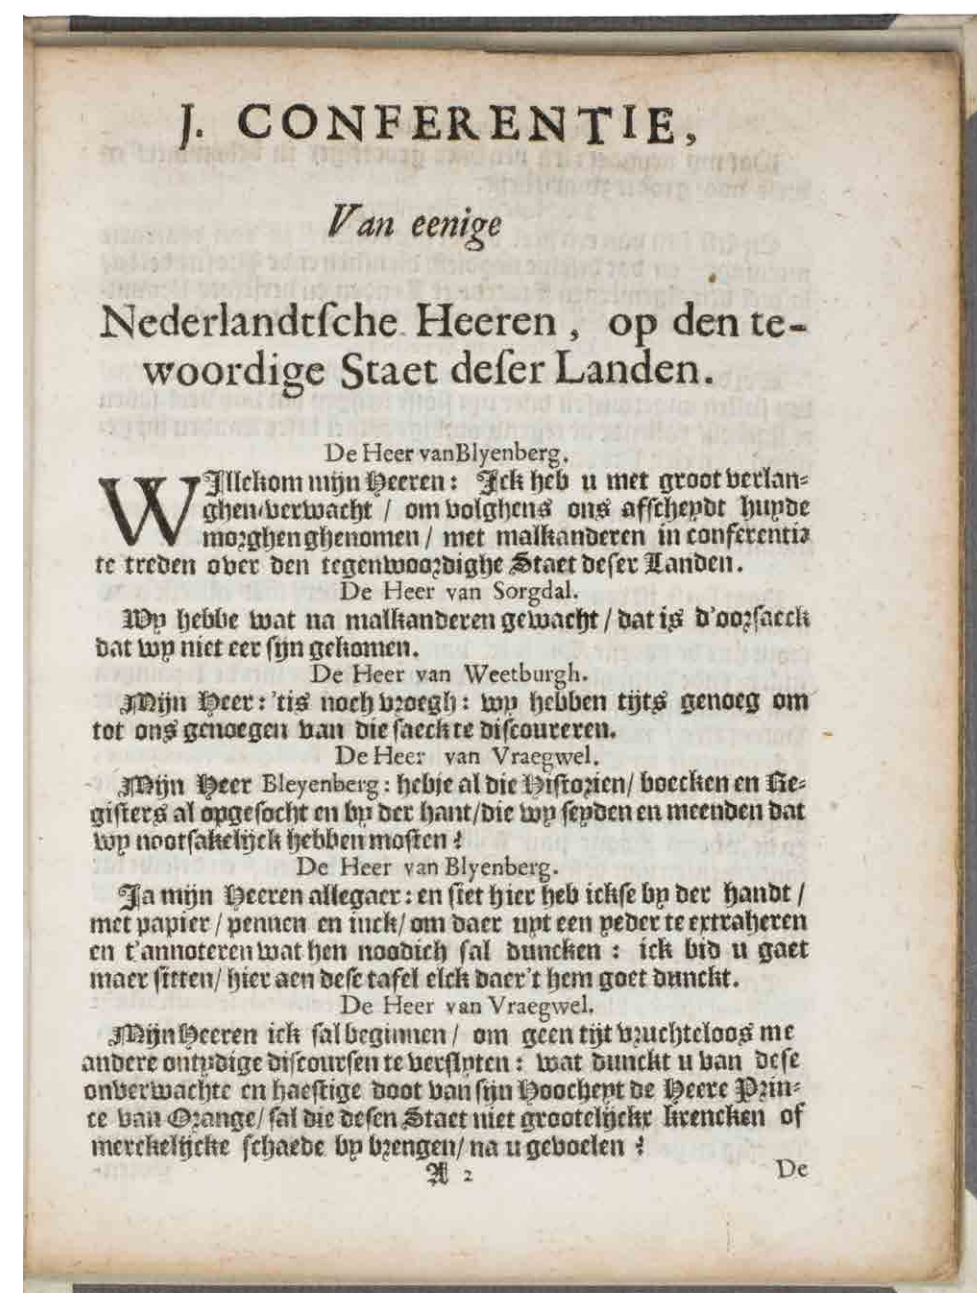 J. CONFERENTIE,
Van eenige
Nederlandtſche Heeren, op den te-
woordige Staet deſer Landen.
De Heer van Blyenberg.
WIllekom mijn Heeren: Ick heb u met groot verlan-
ghen verwacht / om volghens ons affſcheydt huyde
morghen ghenomen / met malkanderen in conferentie
te treden over den tegenwoordighe Staet deſer Landen.
De Heer van Sorgdal.
Wy hebbe wat na malkanderen gewacht / dat is d'oorſaeck
dat wy niet eer ſijn gekomen.
De Heer van Weetburgh.
Mijn Heer: 'tis noch vroegh: wy hebben tijts genoeg om
tot ons genoegen van die ſaeck te diſcoureren.
De Heer van Vraegwel.
Mijn Heer Bleyenberg: hebje al die Hiſtorien / boecken en Re-
giſters al opgeſocht en by der hant / die wy ſeyden en meenden dat
wy nootſakelijck hebben moſten?
De Heer van Blyenberg.
Ja mijn Heeren allegaer: en ſiet hier heb ickſe by der handt /
met papier / pennen en inck / om daer uyt een yeder te extraheren
en t'annoteren wat hen noodich ſal duncken: ick bid u gaet
maer ſitten / hier aen deſe tafel elck daer't hem goet dunckt.
De Heer van Vraegwel.
Mijn Heeren ick ſal beginnen / om geen tijt vruchteloos me
andere ontydige diſcourſen te verſlyten: wat dunckt u van deſe
onverwachte en haeſtige doot van ſijn Hoocheyt de Heere Prin-
ce van Orange / ſal die deſen Staet niet grootelijckx krencken of
merckelijcke ſchaede by brengen / na u gevoelen?
A 2
De